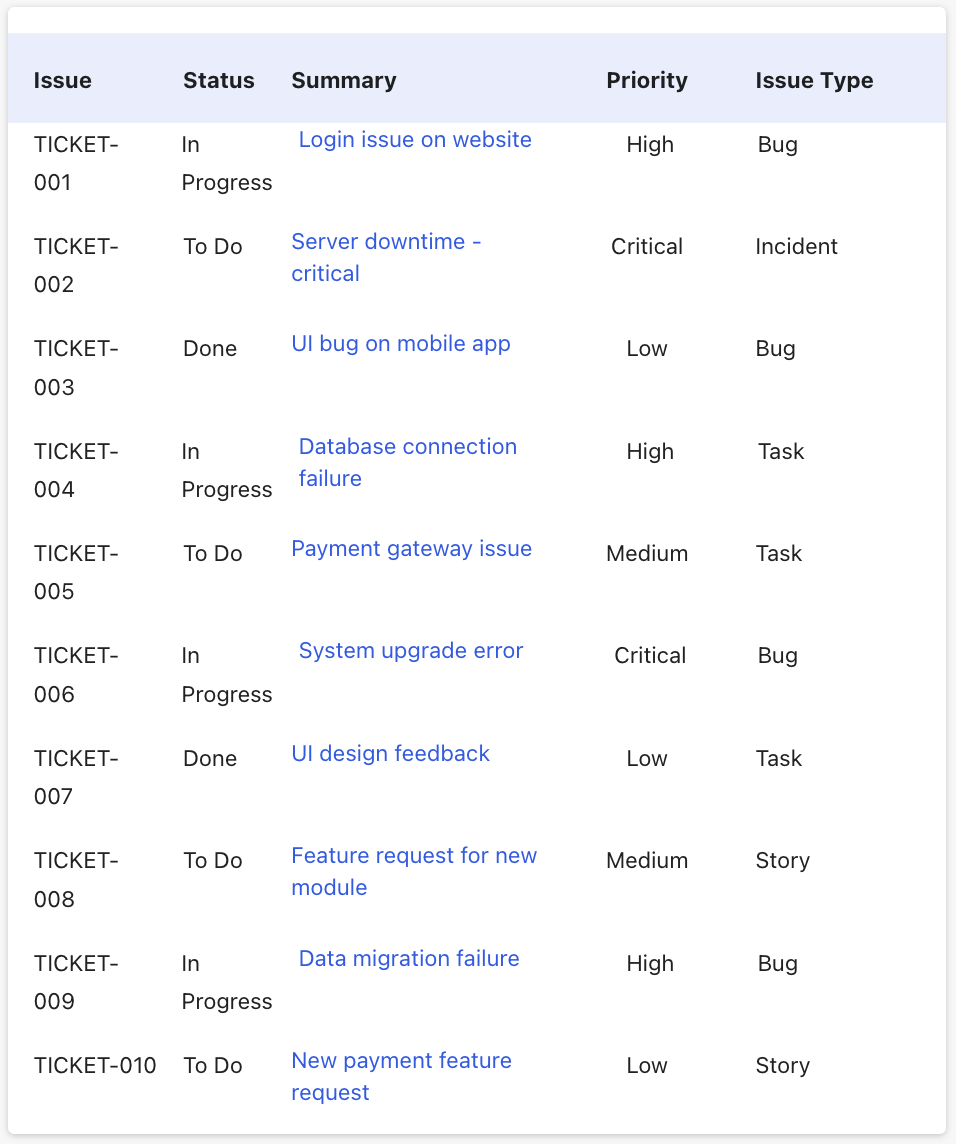 Issue Status Summary Priority Issue Type
TICKET- In Login issue on website High Bug
001 Progress
TICKET- To Do Server downtime - Critical Incident
002 critical
TICKET- Done UI bug on mobile app Low Bug
003
TICKET- In Database connection High Task
004 Progress failure
TICKET- To Do Payment gateway issue Medium Task
005
TICKET- In System upgrade error Critical Bug
006 Progress
TICKET- Done UI design feedback Low Task
007
TICKET- To Do Feature request for new Medium Story
008 module
TICKET- In Data migration failure High Bug
009 Progress
TICKET-010 To Do New payment feature Low Story
request